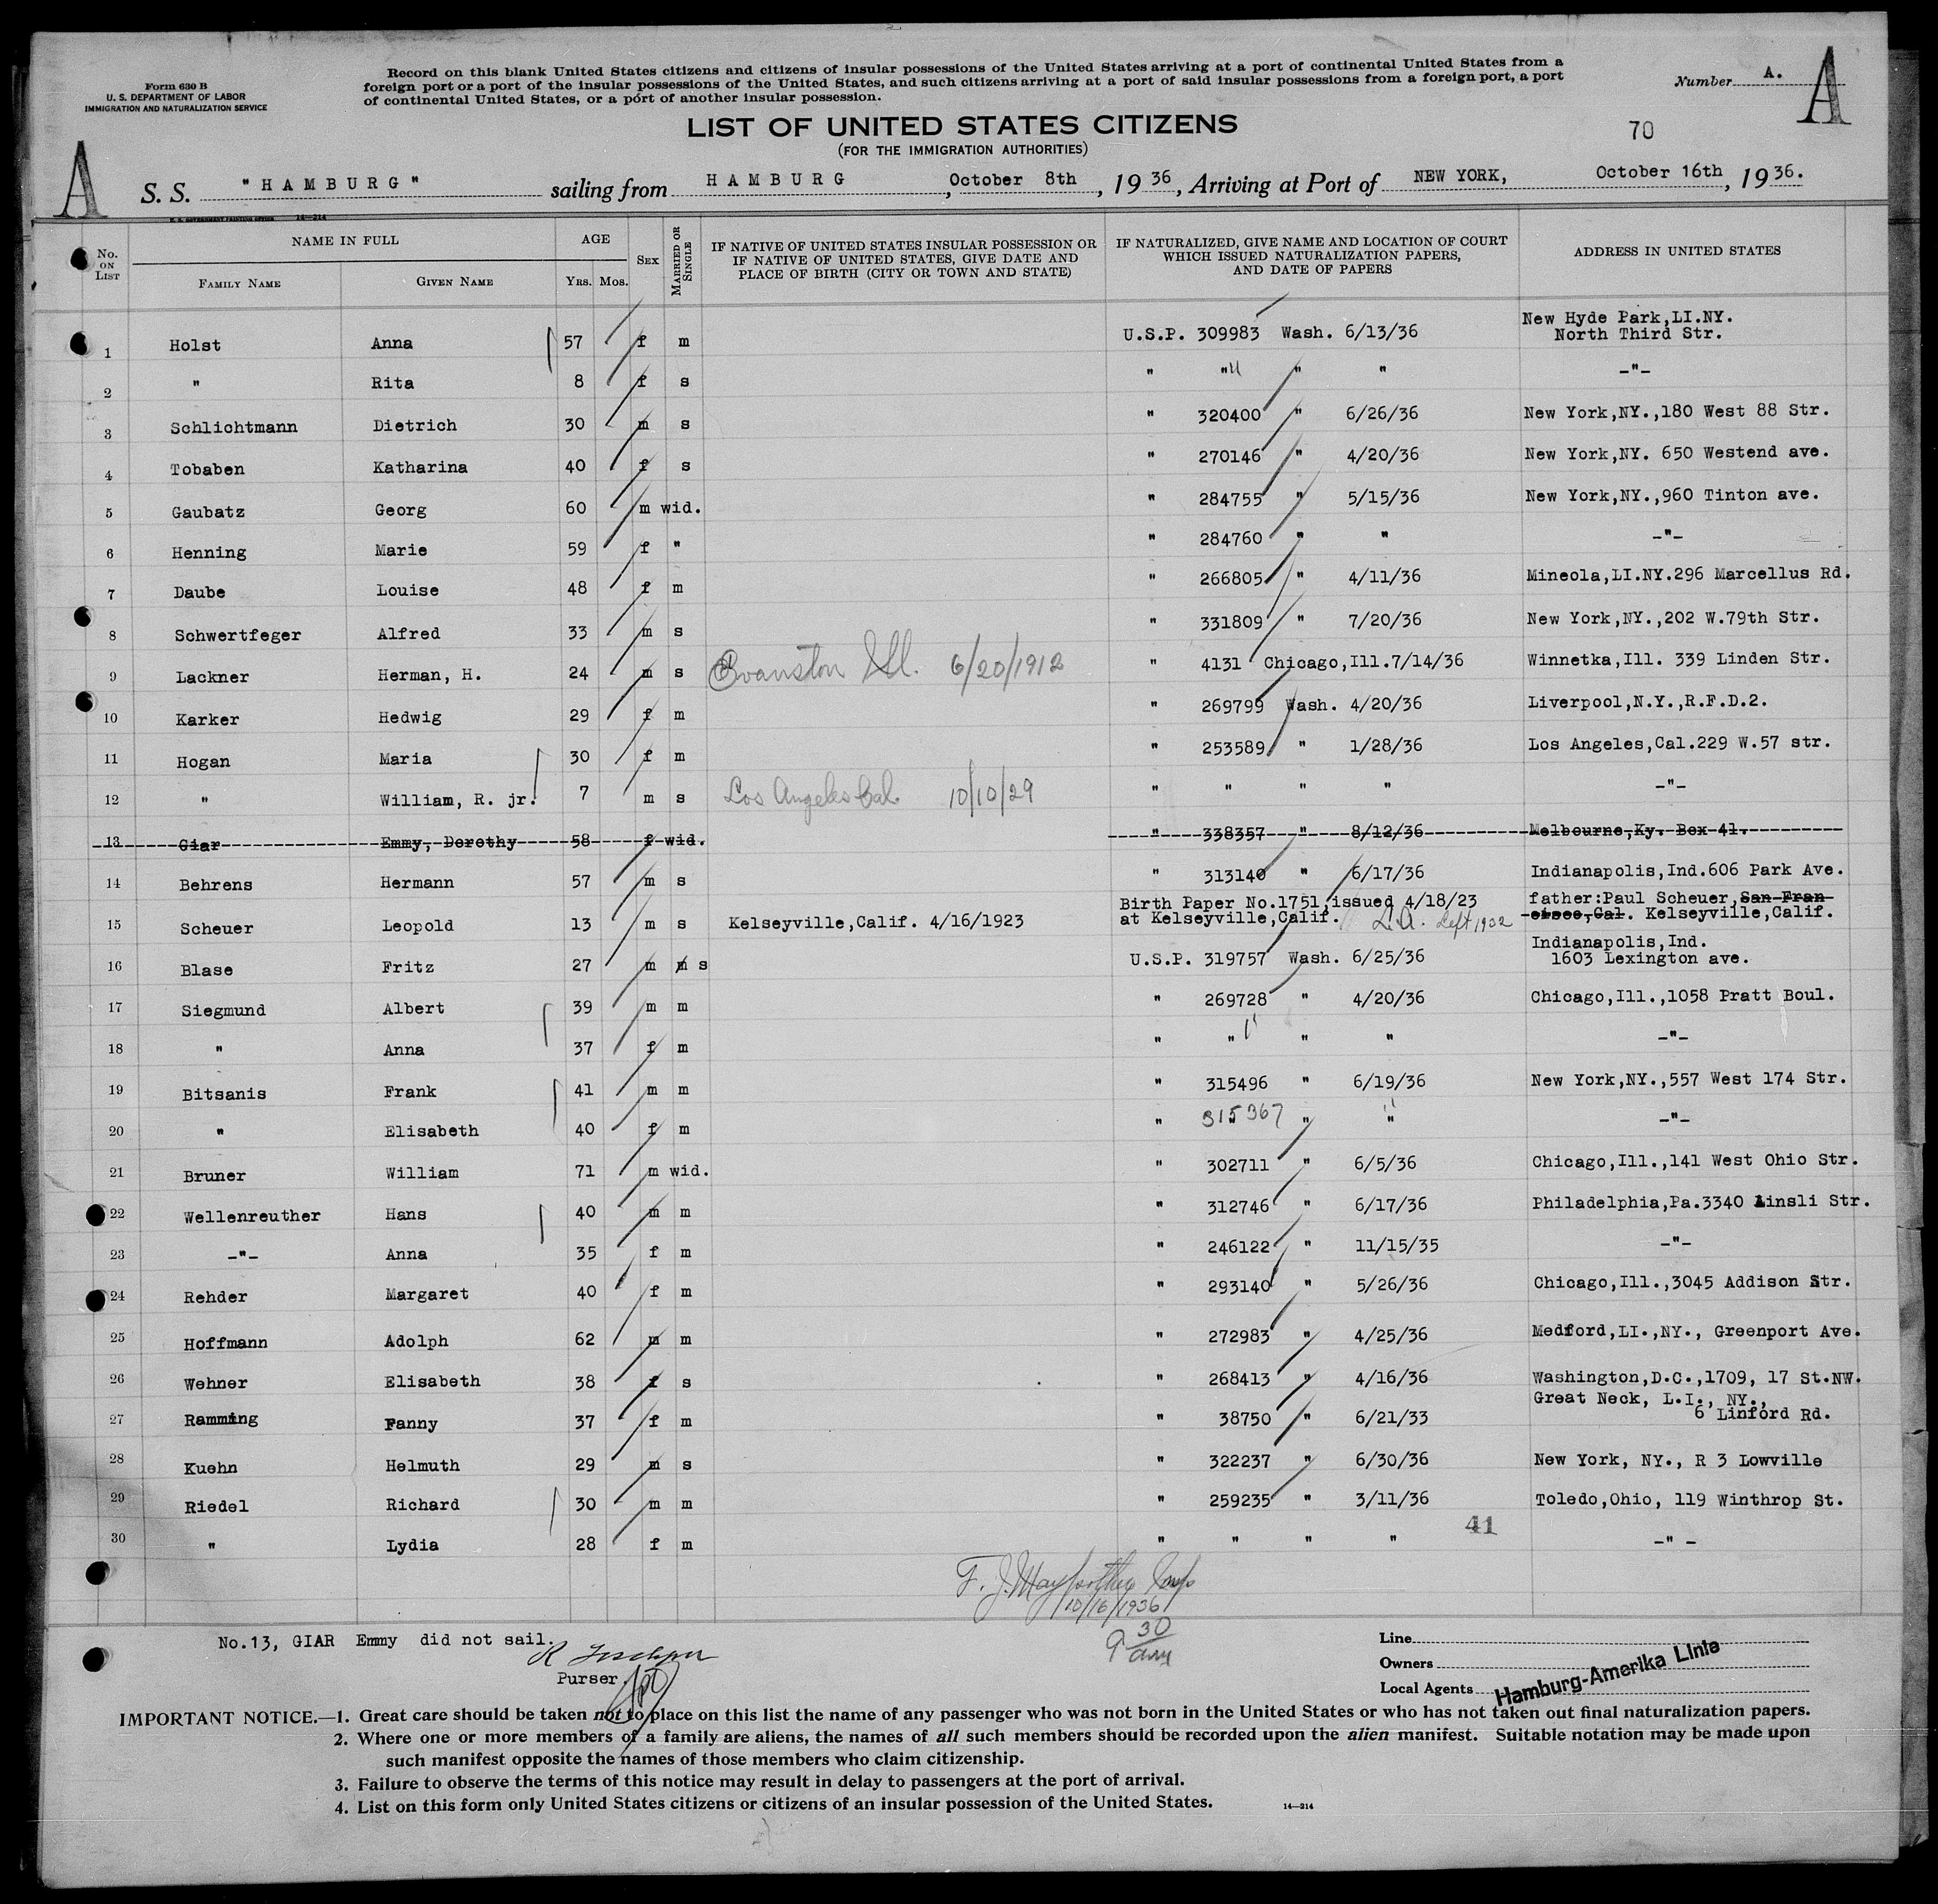 Form 630 B
U. S. DEPARTMENT OF LABOR
IMMIGRATION AND NATURALIZATION SERVICE
Record on this blank United States citizens and citizens of insular possessions of the United States arriving at a port of continental United States from a
foreign port or a port of the insular possessions of the United States, and such citizens arriving at a port of said insular possessions from a foreign port, a port
of continental United States, or a port of another insular possession.
Number A.
A
LIST OF UNITED STATES CITIZENS
(FOR THE IMMIGRATION AUTHORITIES)
70
A
S. S. "HAMBURG" sailing from HAMBURG, October 8th, 1936, Arriving at Port of NEW YORK, October 16th, 1936.
U. S. GOVERNMENT PRINTING OFFICE 14—214
No. ON LIST
NAME IN FULL
FAMILY NAME GIVEN NAME
AGE
YRS. MOS.
SEX
MARRIED OR SINGLE
IF NATIVE OF UNITED STATES INSULAR POSSESSION OR
IF NATIVE OF UNITED STATES, GIVE DATE AND
PLACE OF BIRTH (CITY OR TOWN AND STATE)
IF NATURALIZED, GIVE NAME AND LOCATION OF COURT
WHICH ISSUED NATURALIZATION PAPERS,
AND DATE OF PAPERS
ADDRESS IN UNITED STATES
1 Holst Anna 57 f m U.S.P. 309983 Wash. 6/13/36 New Hyde Park,LI.NY.
North Third Str.
2 " Rita 8 f s " "" " " -"-
3 Schlichtmann Dietrich 30 m s " 320400 " 6/26/36 New York,NY.,180 West 88 Str.
4 Tobaben Katharina 40 f s " 270146 " 4/20/36 New York,NY. 650 Westend ave.
5 Gaubatz Georg 60 m wid. " 284755 " 5/15/36 New York,NY.,960 Tinton ave.
6 Henning Marie 59 f " " 284760 " " -"-
7 Daube Louise 48 f m " 266805 " 4/11/36 Mineola,LI.NY.296 Marcellus Rd.
8 Schwertfeger Alfred 33 m s " 331809 " 7/20/36 New York,NY.,202 W.79th Str.
9 Lackner Herman, H. 24 m s Evanston Ill. 6/20/1912 " 4131 Chicago,Ill.7/14/36 Winnetka,Ill. 339 Linden Str.
10 Karker Hedwig 29 f m " 269799 Wash. 4/20/36 Liverpool,N.Y.,R.F.D.2.
11 Hogan Maria 30 f m " 253589 " 1/28/36 Los Angeles,Cal.229 W.57 str.
12 " William, R. jr. 7 m s Los Angeles Cal. 10/10/29 " " " " -"-
13 Giar Emmy, Dorothy 58 f wid. " 338357 " 8/12/36 Melbourne,Ky. Box 41.
14 Behrens Hermann 57 m s " 313140 " 6/17/36 Indianapolis,Ind.606 Park Ave.
15 Scheuer Leopold 13 m s Kelseyville,Calif. 4/16/1923 Birth Paper No.1751,issued 4/18/23 father:Paul Scheuer,San Fran
at Kelseyville,Calif. L.A. Left 1932 -cisco,Cal. Kelseyville,Calif.
16 Blase Fritz 27 m m s U.S.P. 319757 Wash. 6/25/36 Indianapolis,Ind.
1603 Lexington ave.
17 Siegmund Albert 39 m m " 269728 " 4/20/36 Chicago,Ill.,1058 Pratt Boul.
18 " Anna 37 f m " " " " -"-
19 Bitsanis Frank 41 m m " 315496 " 6/19/36 New York,NY.,557 West 174 Str.
20 " Elisabeth 40 f m " 315367 " " -"-
21 Bruner William 71 m wid. " 302711 " 6/5/36 Chicago,Ill.,141 West Ohio Str.
22 Wellenreuther Hans 40 m m " 312746 " 6/17/36 Philadelphia,Pa.3340 Ainsli Str.
23 -"- Anna 35 f m " 246122 " 11/15/35 -"-
24 Rehder Margaret 40 f m " 293140 " 5/26/36 Chicago,Ill.,3045 Addison Str.
25 Hoffmann Adolph 62 m m " 272983 " 4/25/36 Medford,LI.,NY., Greenport Ave.
26 Wehner Elisabeth 38 f s " 268413 " 4/16/36 Washington,D.C.,1709, 17 St.NW.
27 Ramming Fanny 37 f m " 38750 " 6/21/33 Great Neck, L.I., NY.,
6 Linford Rd.
28 Kuehn Helmuth 29 m s " 322237 " 6/30/36 New York, NY., R 3 Lowville
29 Riedel Richard 30 m m " 259235 " 3/11/36 Toledo,Ohio, 119 Winthrop St.
30 " Lydia 28 f m " " " " -" -
41
F. J.
10/16/1936
9 30
am
No.13, GIAR Emmy did not sail.
Purser.
Line
Owners
Local Agents Hamburg-Amerika Linie
IMPORTANT NOTICE.—1. Great care should be taken not to place on this list the name of any passenger who was not born in the United States or who has not taken out final naturalization papers.
2. Where one or more members of a family are aliens, the names of all such members should be recorded upon the alien manifest. Suitable notation may be made upon
such manifest opposite the names of those members who claim citizenship.
3. Failure to observe the terms of this notice may result in delay to passengers at the port of arrival.
4. List on this form only United States citizens or citizens of an insular possession of the United States.
14—214